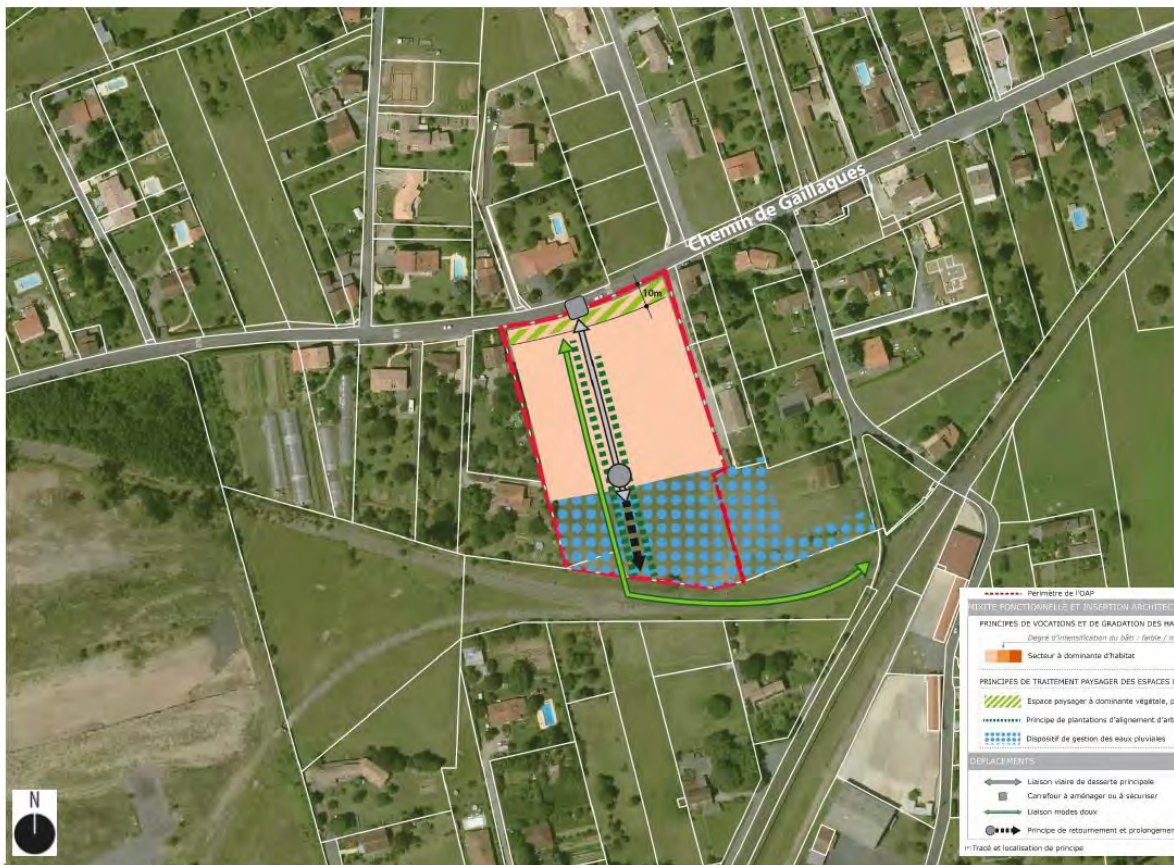 Chemin de Gaillagues
10m
Périmètre de l'OAP
MIXITE FONCTIONNELLE ET INSERTION ARCHITEC
PRINCIPES DE VOCATIONS ET DE GRADATION DES HA
Degré d'intensification du bâti : faible / m
Secteur à dominante d'habitat
PRINCIPES DE TRAITEMENT PAYSAGER DES ESPACES
Espace paysager à dominante végétale, p
Principe de plantations d'alignement d'arb
Dispositif de gestion des eaux pluviales
DEPLACEMENTS
Liaison viaire de desserte principale
Carrefour à aménager ou à sécuriser
Liaison modes doux
Principe de retournement et prolongemen
Tracé et localisation de principe
N